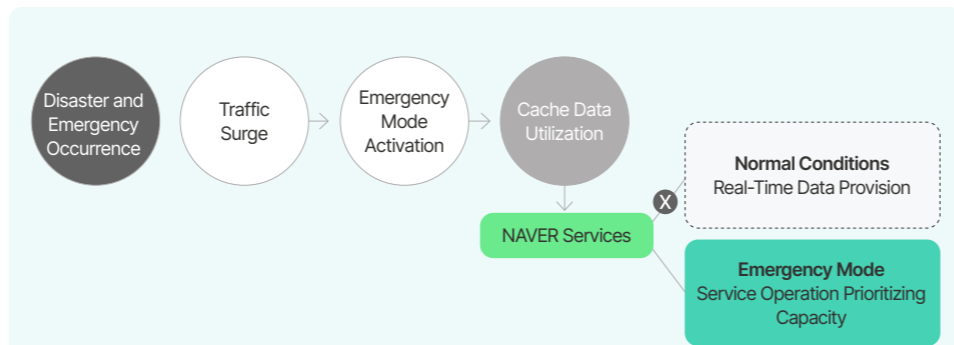 Disaster and
Emergency
Occurrence
Traffic
Surge
Emergency
Mode
Activation
Cache Data
Utilization
NAVER Services
X
Normal Conditions
Real-Time Data Provision
Emergency Mode
Service Operation Prioritizing
Capacity